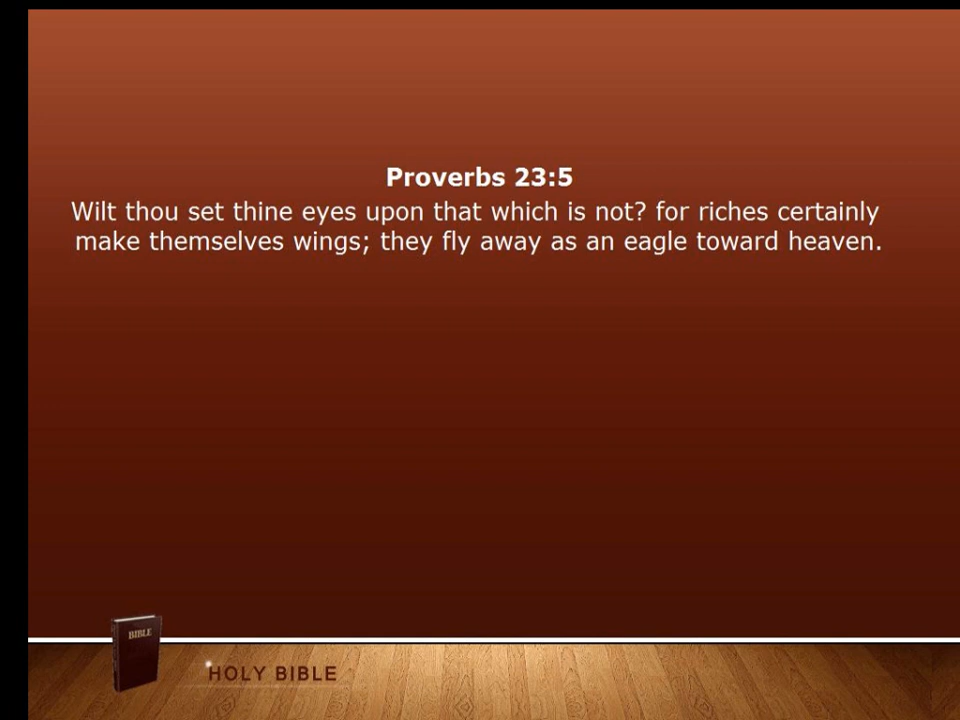 Proverbs 23:5
Wilt thou set thine eyes upon that which is not? for riches certainly
make themselves wings; they fly away as an eagle toward heaven.
BIBLE
HOLY BIBLE